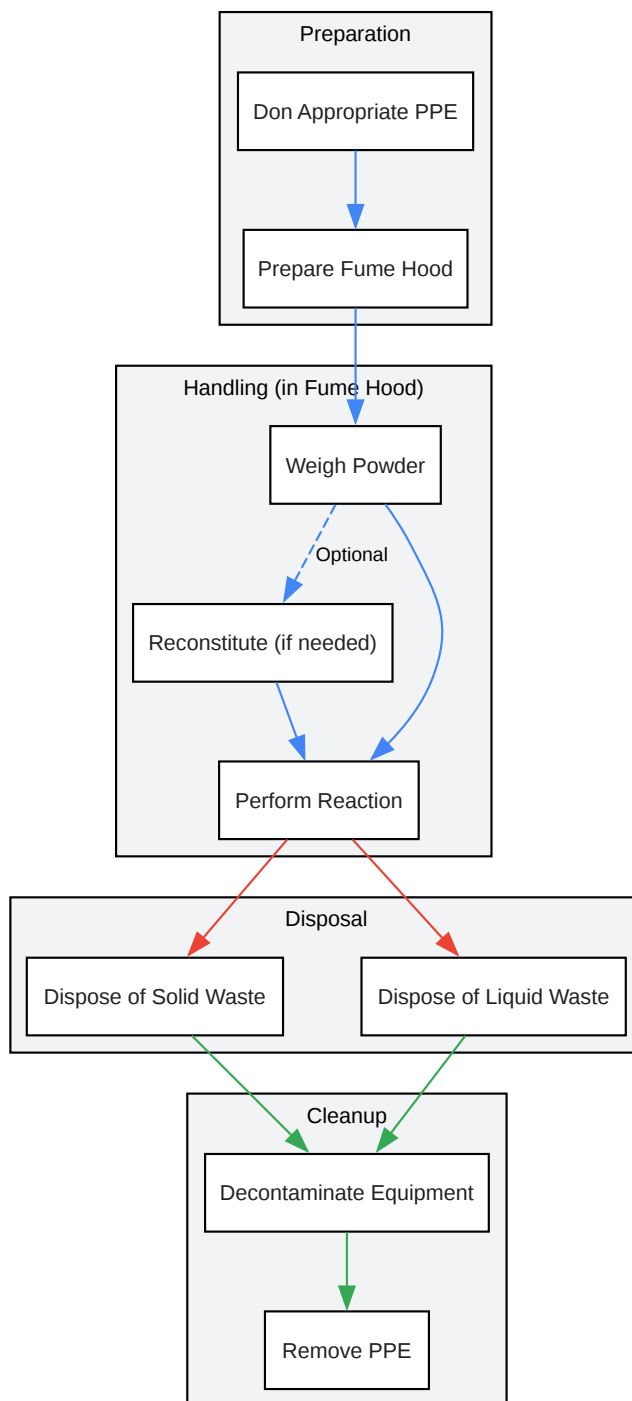 Preparation
Don Appropriate PPE
Prepare Fume Hood
Handling (in Fume Hood)
Weigh Powder
Optional
Reconstitute (if needed)
Perform Reaction
Disposal
Dispose of Solid Waste
Dispose of Liquid Waste
Cleanup
Decontaminate Equipment
Remove PPE